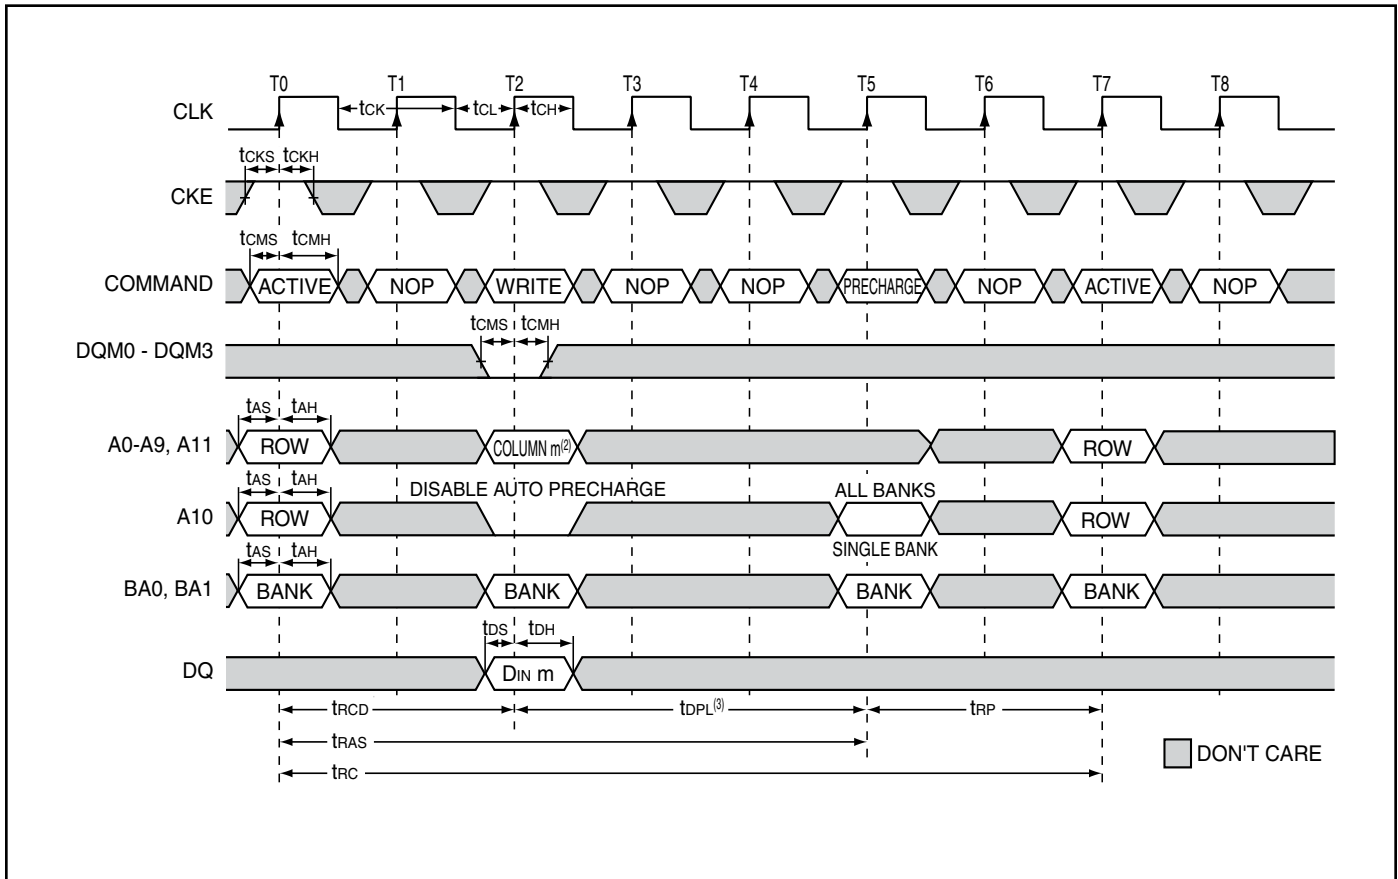 T0 T1 T2 T3 T4 T5 T6 T7 T8
CLK tCK tCL tCH
tCKS tCKH
CKE
tCMS tCMH
COMMAND ACTIVE NOP WRITE NOP NOP PRECHARGE NOP ACTIVE NOP
tCMS tCMH
DQM0 - DQM3
tAS tAH
A0-A9, A11 ROW COLUMN m(2) ROW
tAS tAH DISABLE AUTO PRECHARGE ALL BANKS
A10 ROW ROW
tAS tAH SINGLE BANK
BA0, BA1 BANK BANK BANK BANK
tDS tDH
DQ DIN m
tRCD tDPL(3) tRP
tRAS
DON'T CARE
tRC